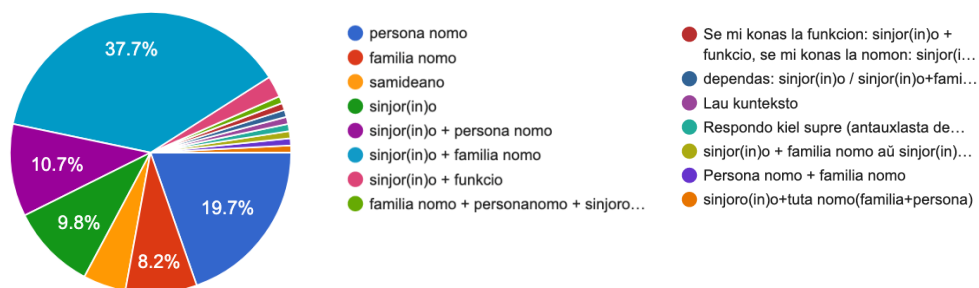 37.7%
10.7%
9.8%
8.2%
19.7%
persona nomo
familia nomo
samideano
sinjor(in)o
sinjor(in)o + persona nomo
sinjor(in)o + familia nomo
sinjor(in)o + funkcio
familia nomo + personanomo + sinjoro…
Se mi konas la funkcion: sinjor(in)o +
funkcio, se mi konas la nomon: sinjor(i…
dependas: sinjor(in)o / sinjor(in)o+fami…
Lau kunteksto
Respondo kiel supre (antauxlasta de…
sinjor(in)o + familia nomo aŭ sinjor(in)…
Persona nomo + familia nomo
sinjoro(in)o+tuta nomo(familia+persona)